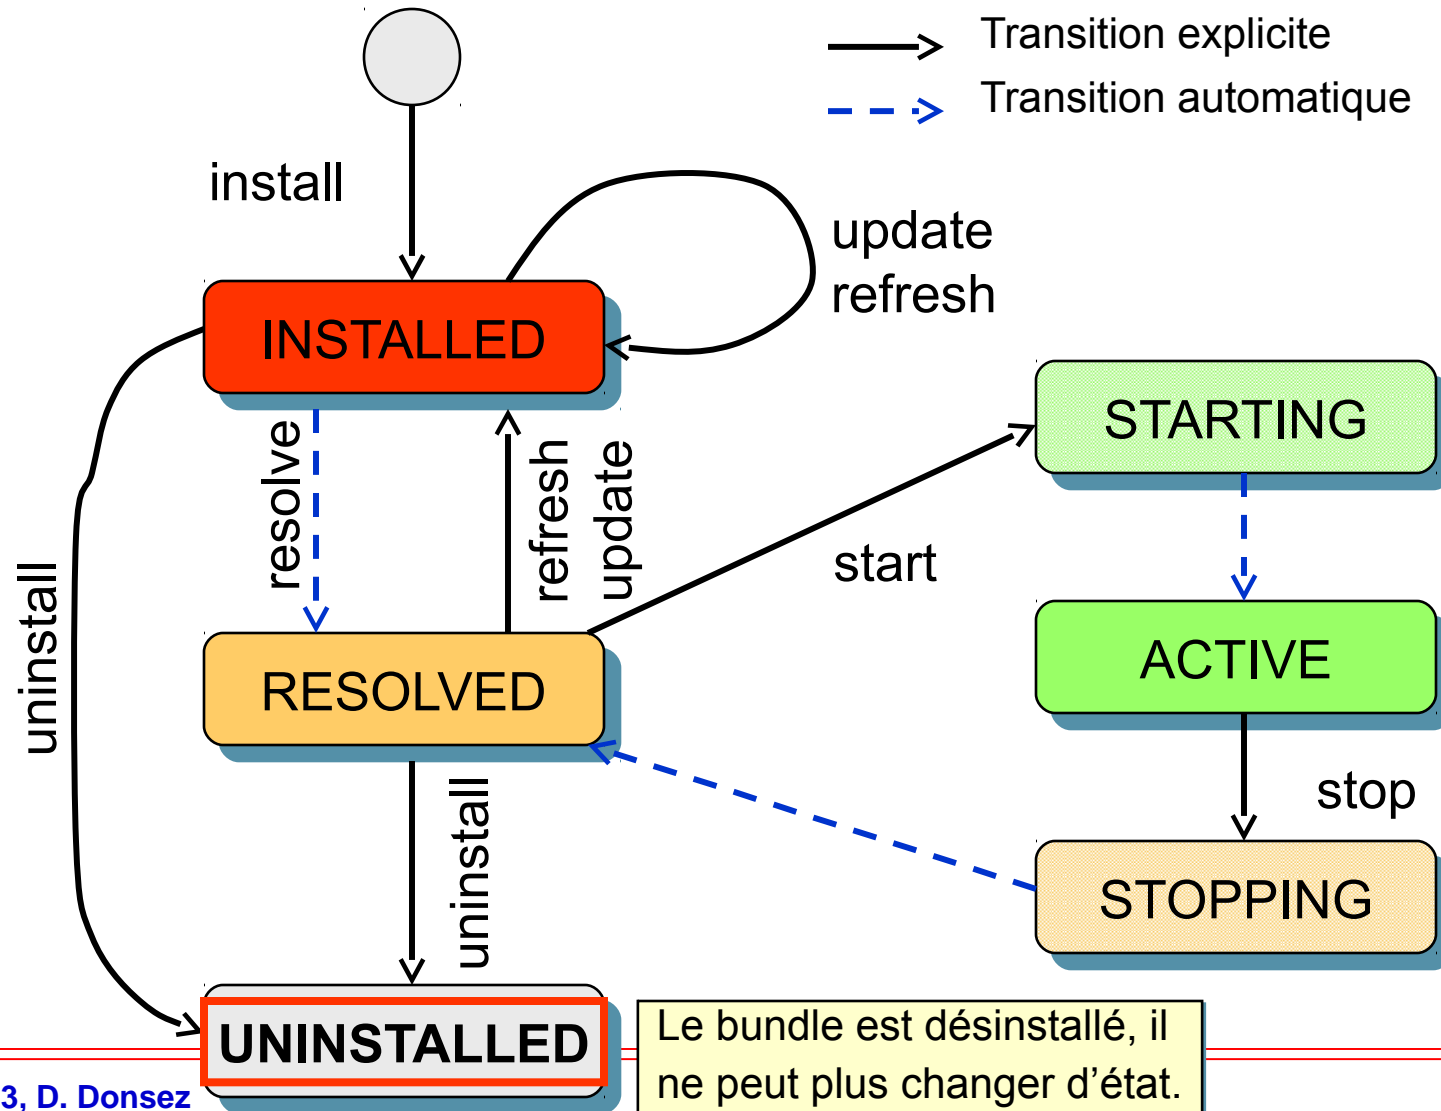 Transition explicite
Transition automatique
install
update
refresh
INSTALLED
STARTING
resolve
refresh
update
start
uninstall
RESOLVED
ACTIVE
uninstall
stop
STOPPING
UNINSTALLED
Le bundle est désinstallé, il
ne peut plus changer d’état.
3, D. Donsez